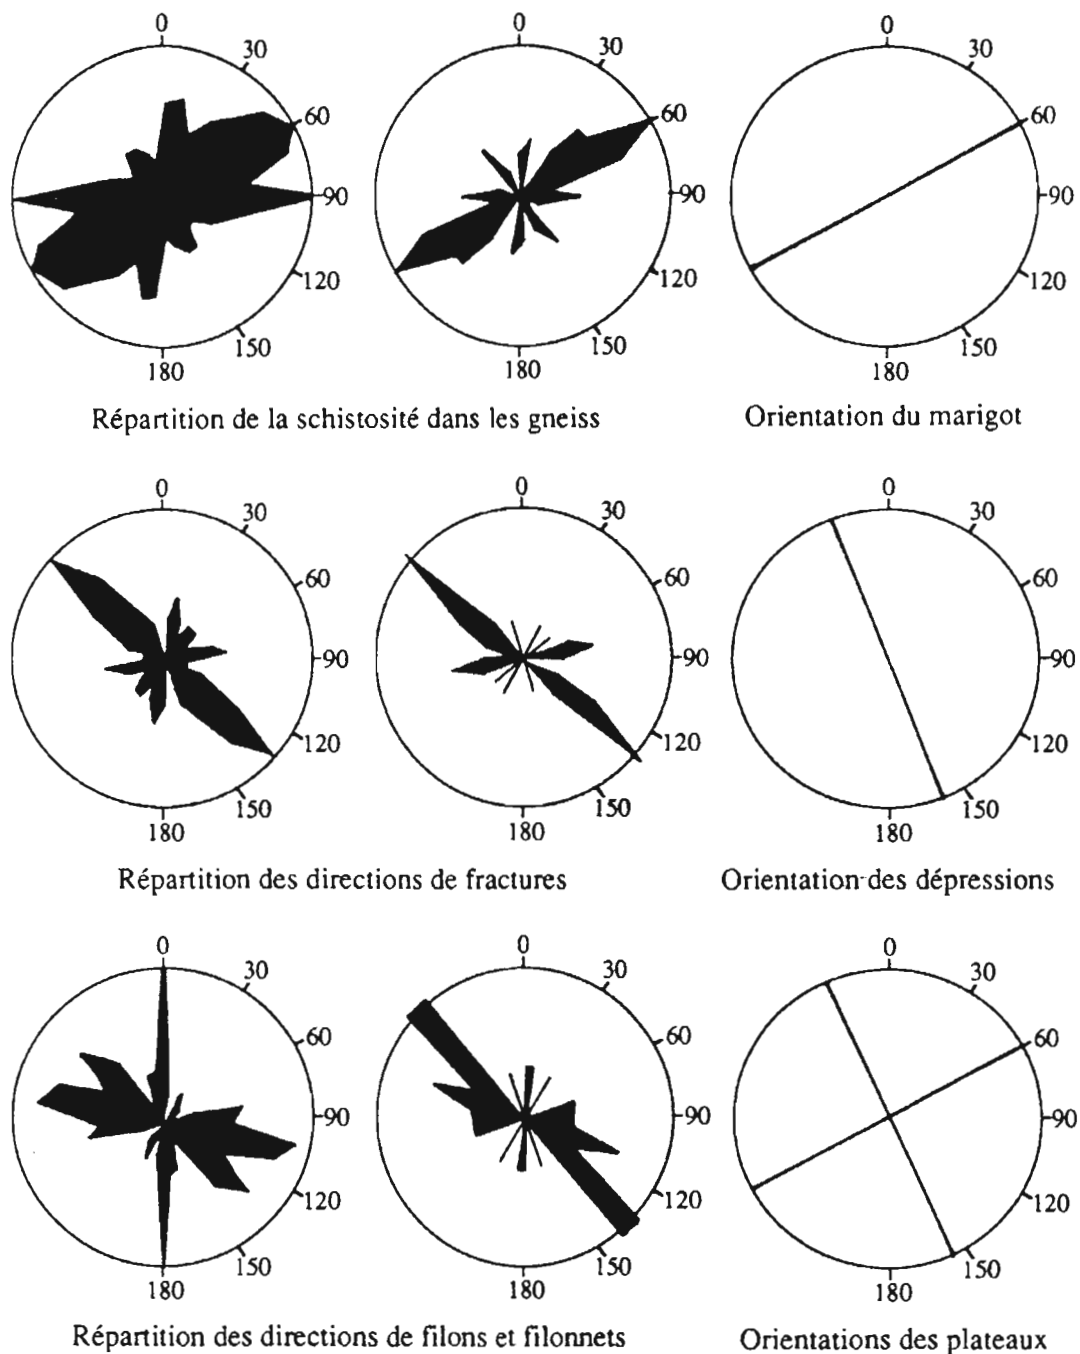 0 0 0
30 30 30
60 60 60
90 90 90
120 120 120
150 150 150
180 180 180
Répartition de la schistosité dans les gneiss Orientation du marigot
0 0 0
30 30 30
60 60 60
90 90 90
120 120 120
150 150 150
180 180 180
Répartition des directions de fractures Orientation des dépressions
0 0 0
30 30 30
60 60 60
90 90 90
120 120 120
150 150 150
180 180 180
Répartition des directions de filons et filonnets Orientations des plateaux